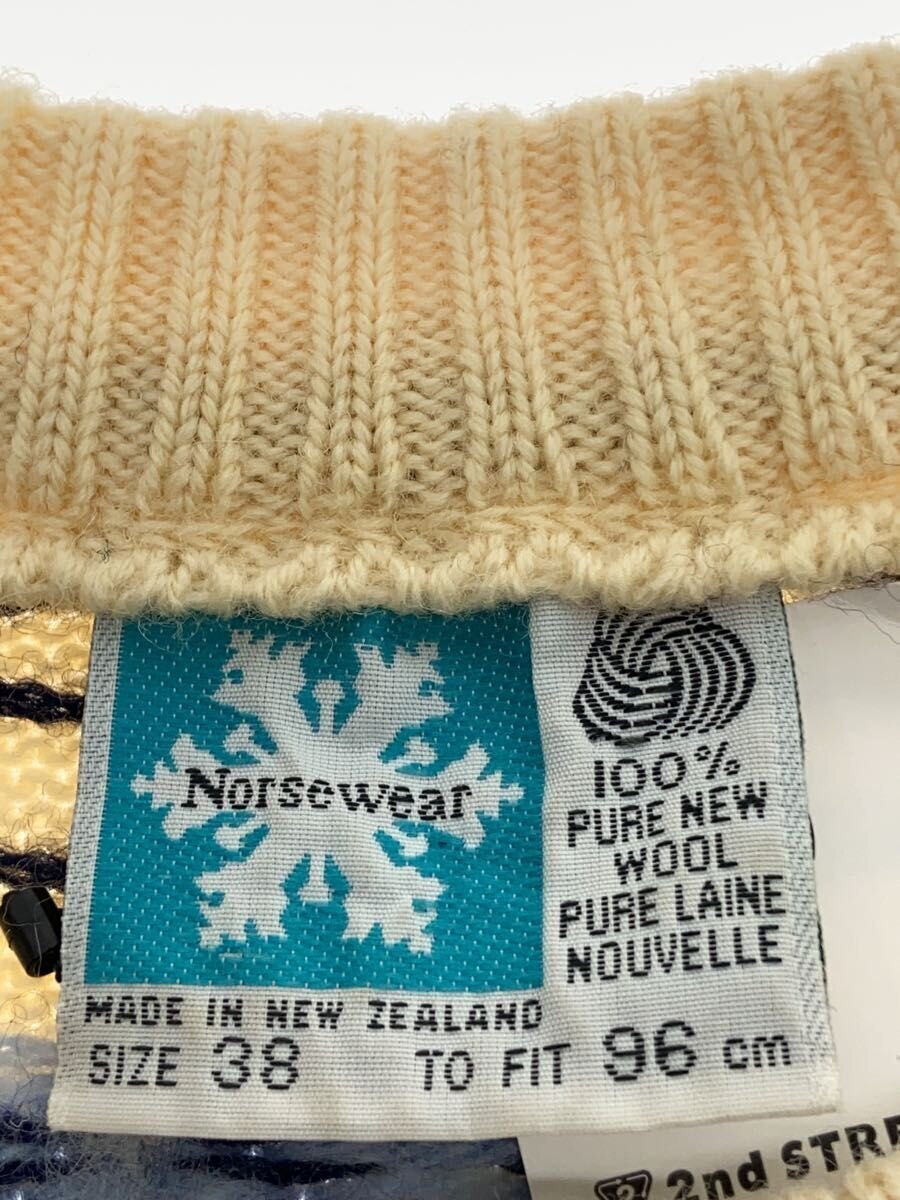 Norsewear
100%
PURE NEW
WOOL
PURE LAINE
NOUVELLE
MADE IN NEW ZEALAND
SIZE 38 TO FIT 96 cm
2nd STRE